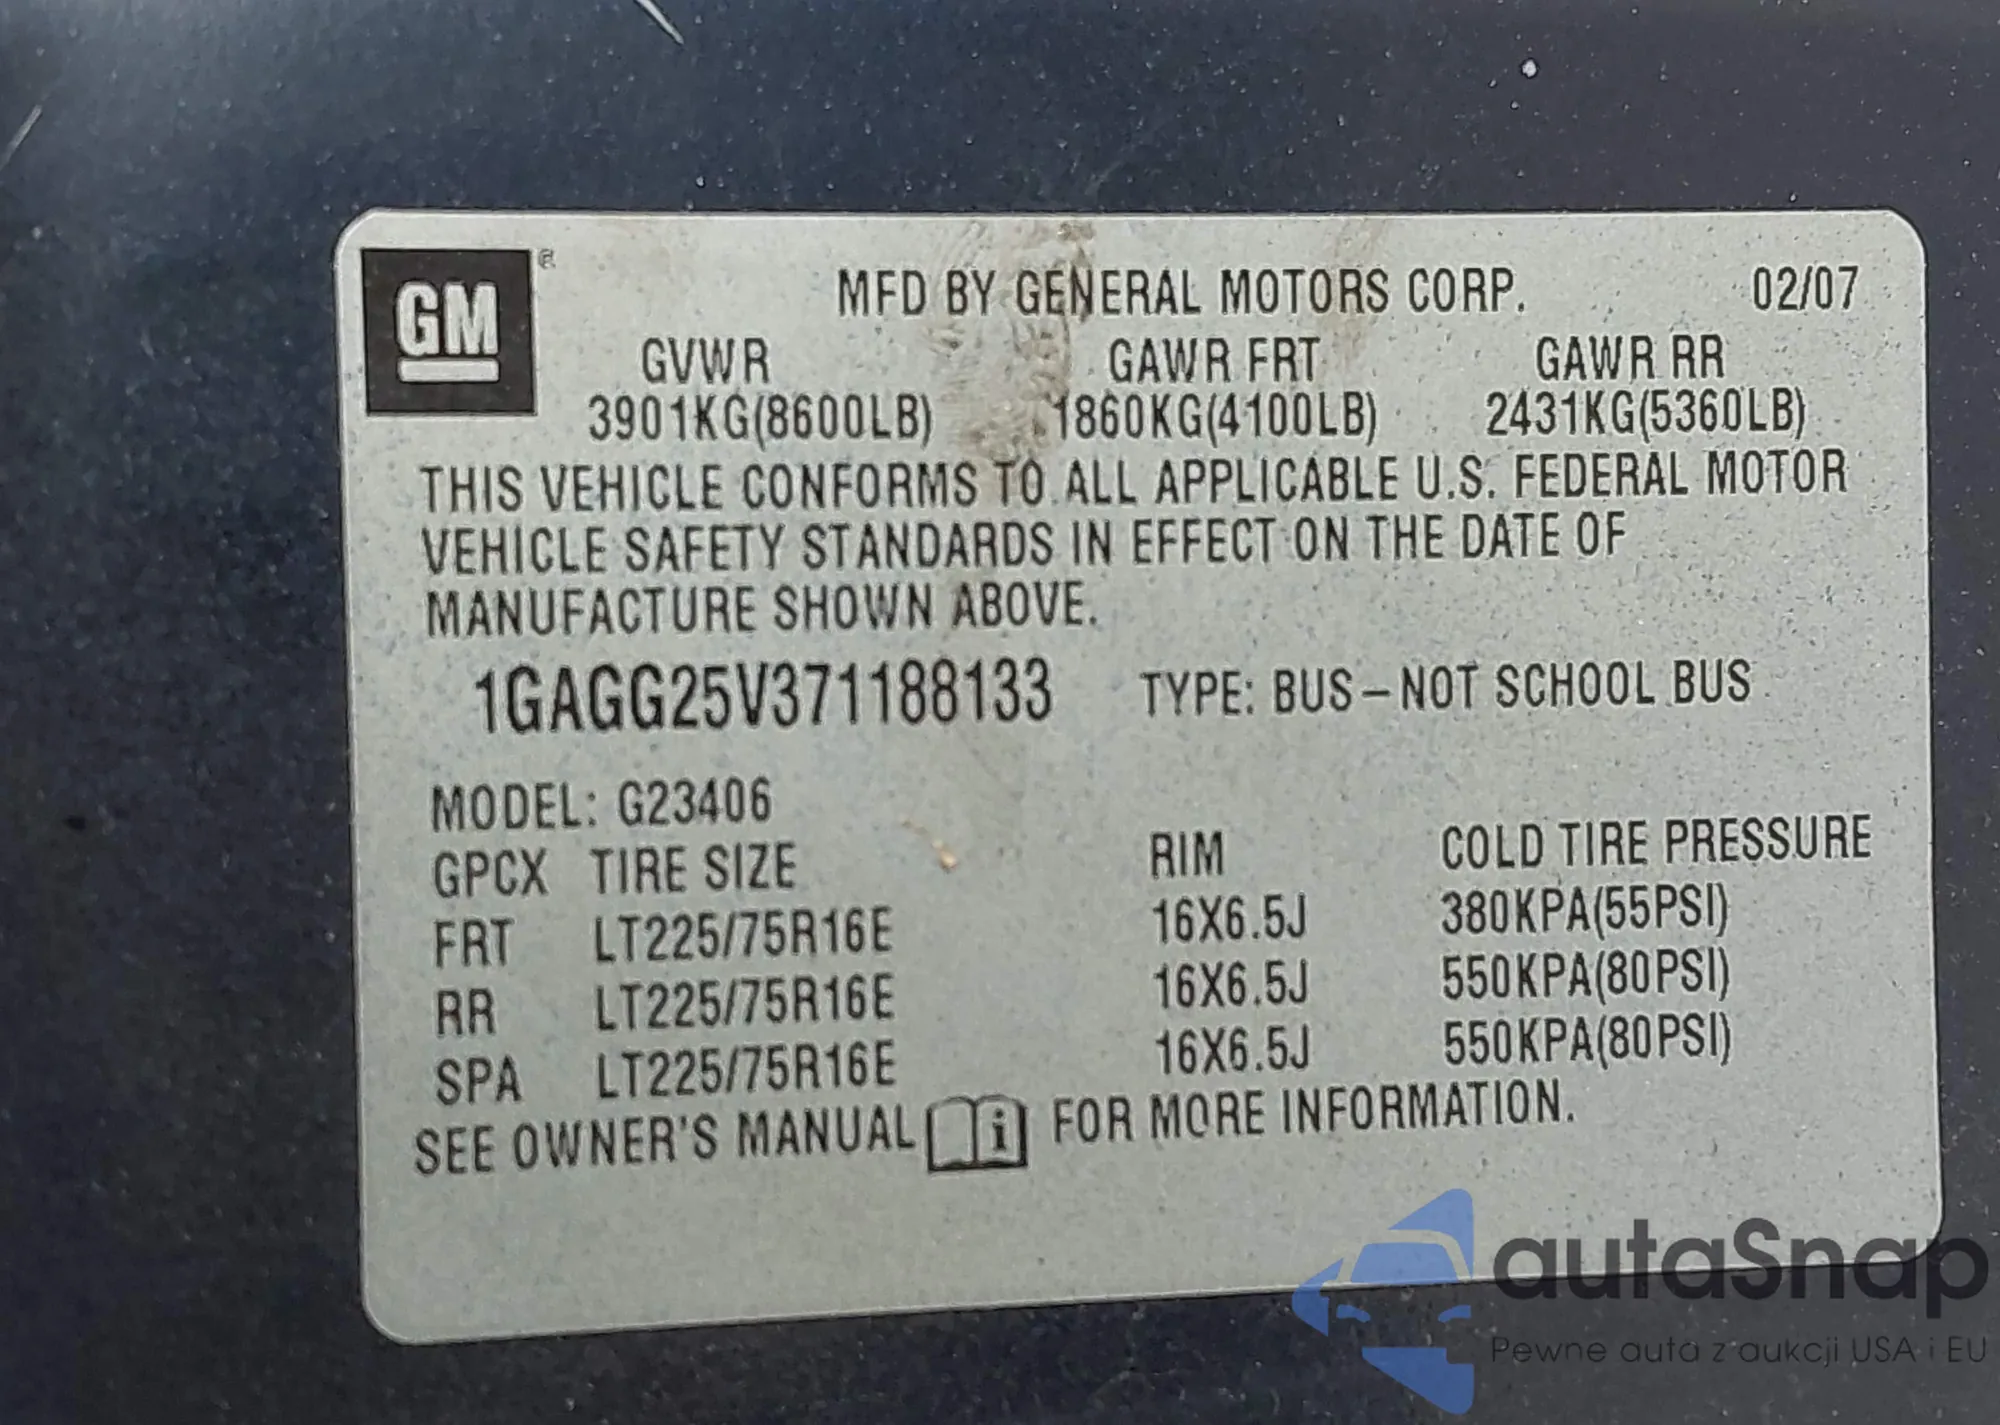 GM ®
MFD BY GENERAL MOTORS CORP. 02/07
GVWR GAWR FRT GAWR RR
3901KG(8600LB) 1860KG(4100LB) 2431KG(5360LB)
THIS VEHICLE CONFORMS TO ALL APPLICABLE U.S. FEDERAL MOTOR
VEHICLE SAFETY STANDARDS IN EFFECT ON THE DATE OF
MANUFACTURE SHOWN ABOVE.
1GAGG25V371188133 TYPE: BUS – NOT SCHOOL BUS
MODEL: G23406
GPCX TIRE SIZE RIM COLD TIRE PRESSURE
FRT LT225/75R16E 16X6.5J 380KPA(55PSI)
RR LT225/75R16E 16X6.5J 550KPA(80PSI)
SPA LT225/75R16E 16X6.5J 550KPA(80PSI)
SEE OWNER'S MANUAL i FOR MORE INFORMATION.
autaSnap
Pewne auta z aukcji USA i EU